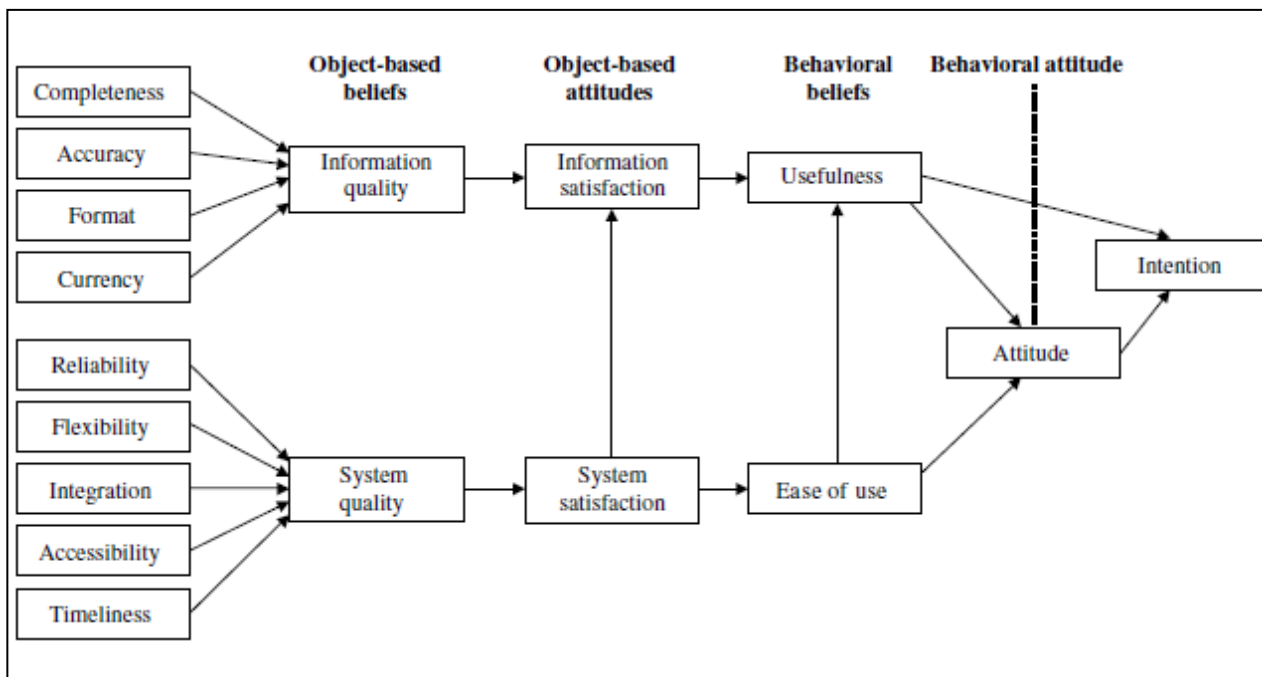 Object-based
beliefs
Object-based
attitudes
Behavioral
beliefs
Behavioral attitude
Completeness
Accuracy
Format
Currency
Information
quality
Information
satisfaction
Usefulness
Intention
Attitude
Reliability
Flexibility
Integration
Accessibility
Timeliness
System
quality
System
satisfaction
Ease of use